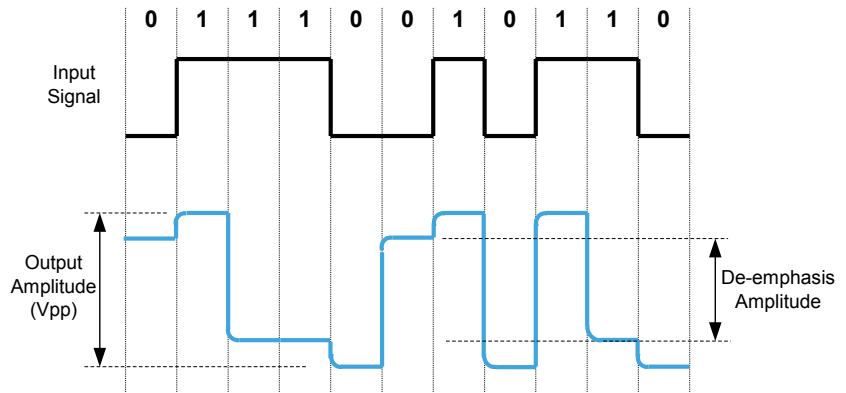 0 1 1 1 0 0 1 0 1 1 0
Input
Signal
Output
Amplitude
(Vpp)
De-emphasis
Amplitude